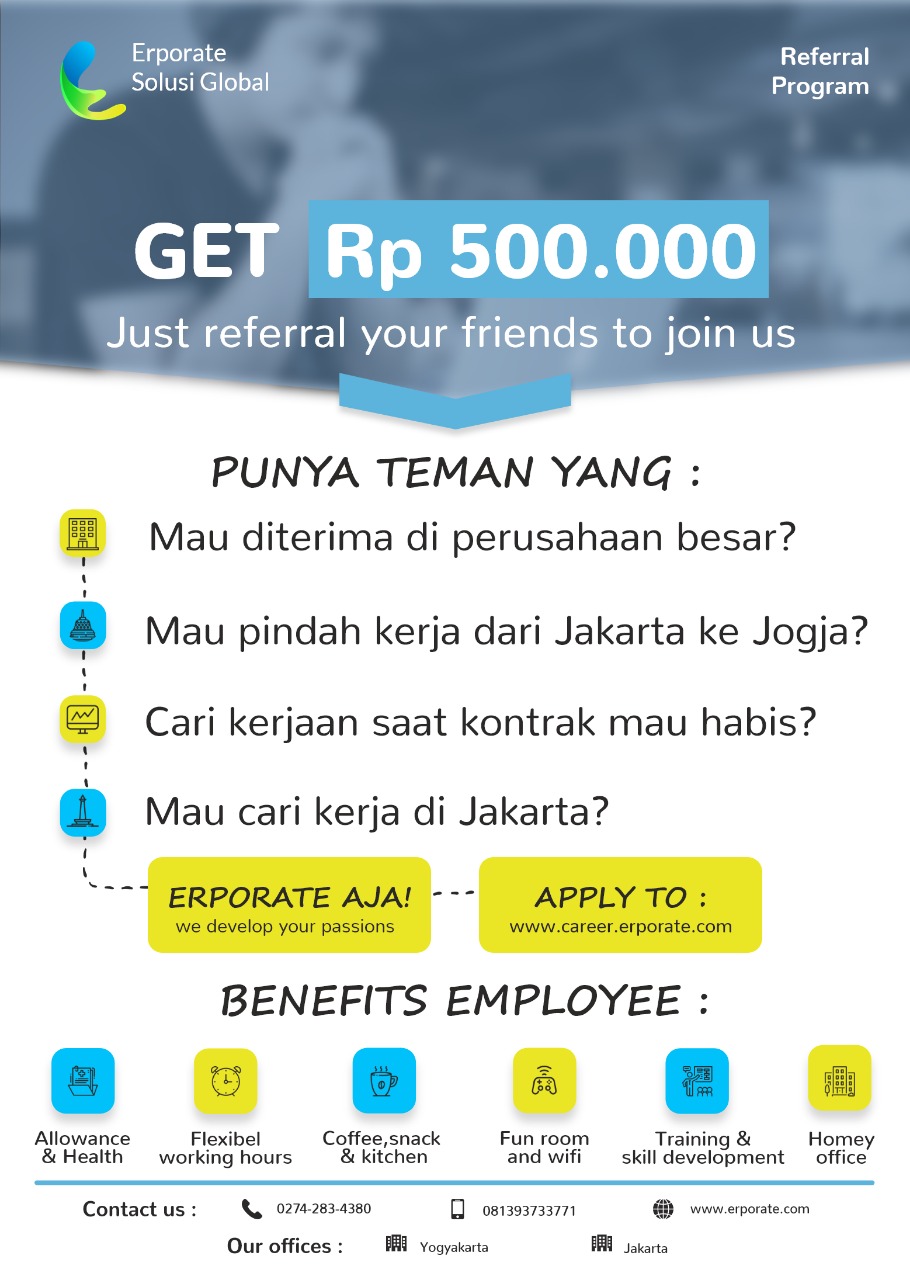 Erporate
Solusi Global
Referral
Program
GET Rp 500.000
Just referral your friends to join us
PUNYA TEMAN YANG :
Mau diterima di perusahaan besar?
Mau pindah kerja dari Jakarta ke Jogja?
Cari kerjaan saat kontrak mau habis?
Mau cari kerja di Jakarta?
ERPORATE AJA!
we develop your passions
APPLY TO :
www.career.erporate.com
BENEFITS EMPLOYEE :
Allowance
& Health
Flexibel
working hours
Coffee,snack
& kitchen
Fun room
and wifi
Training &
skill development
Homey
office
Contact us : 0274-283-4380 081393733771 www.erporate.com
Our offices : Yogyakarta Jakarta